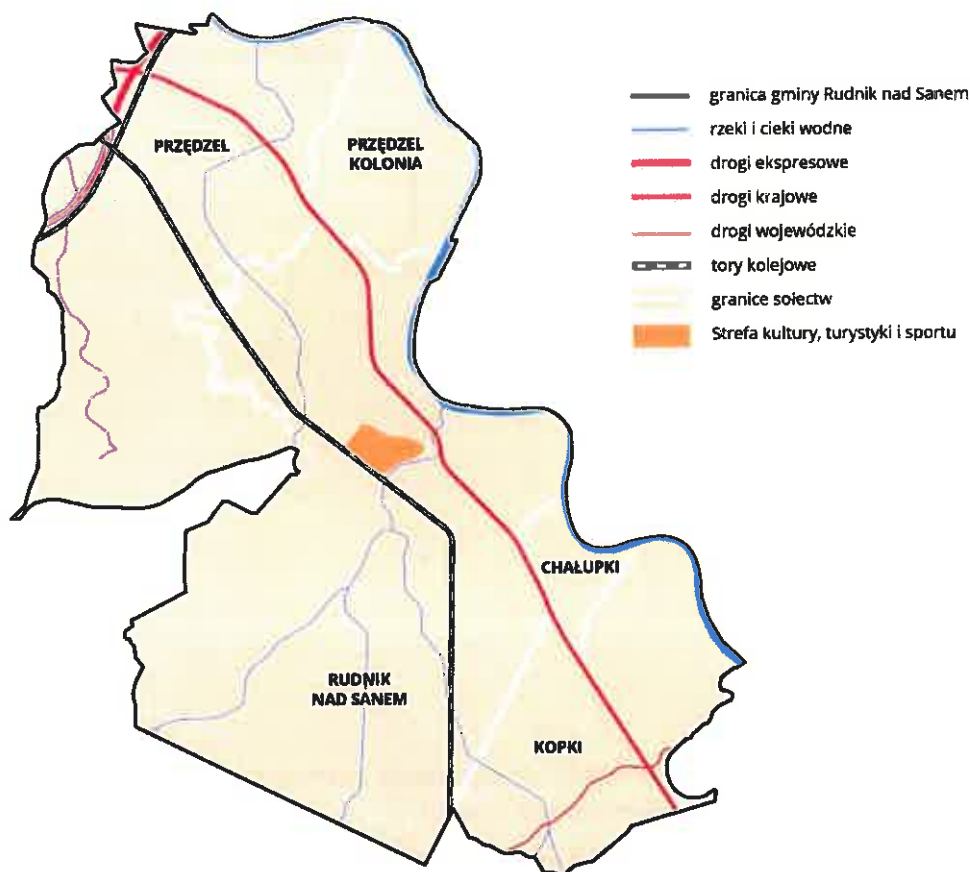 granica gminy Rudnik nad Sanem
rzeki i cieki wodne
drogi ekspresowe
drogi krajowe
drogi wojewódzkie
tory kolejowe
granice sołectw
Strefa kultury, turystyki i sportu
PRZĘDZEL
PRZĘDZEL
KOLONIA
CHAŁUPKI
RUDNIK
NAD SANEM
KOPKI